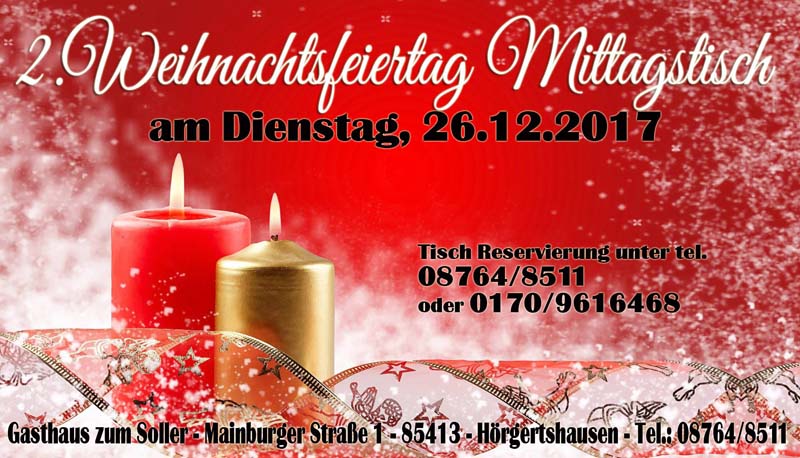 2. Weihnachtsfeiertag Mittagstisch
am Dienstag, 26.12.2017
Tisch Reservierung unter tel.
08764/8511
oder 0170/9616468
Gasthaus zum Soller - Mainburger Straße 1 - 85413 - Hörgertshausen - Tel.: 08764/8511